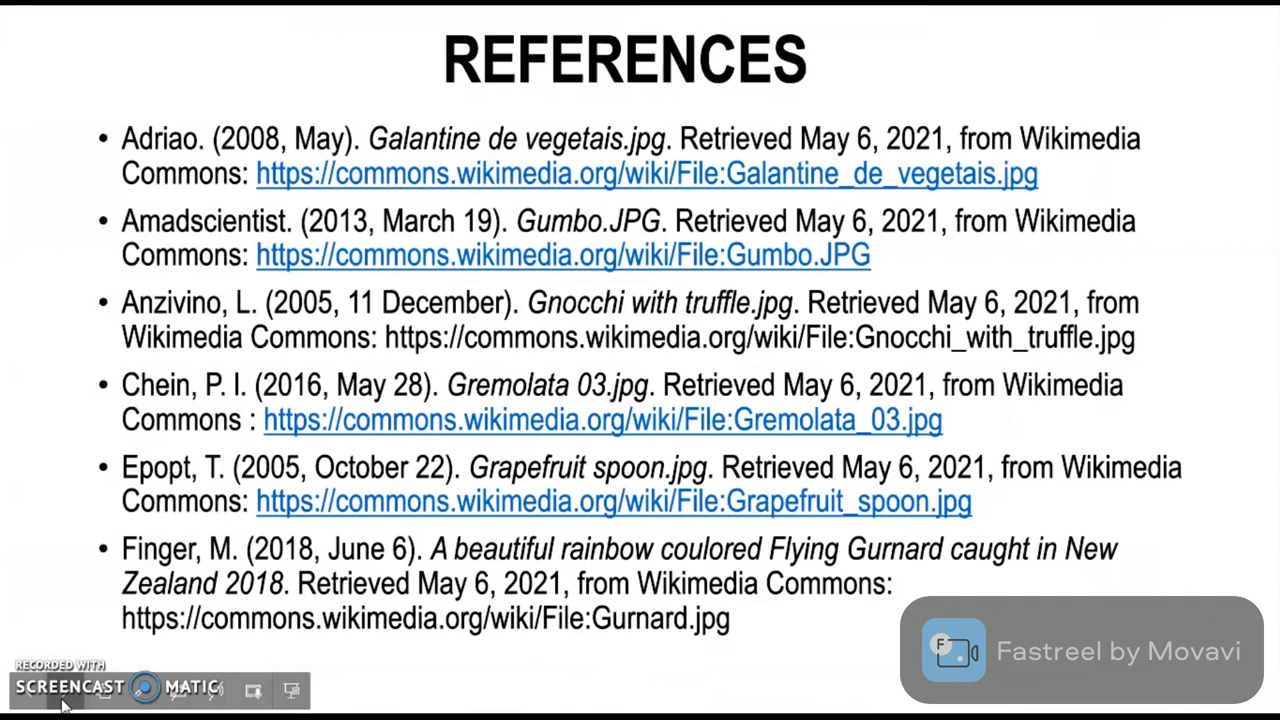 REFERENCES
• Adriao. (2008, May). Galantine de vegetais.jpg. Retrieved May 6, 2021, from Wikimedia
Commons: https://commons.wikimedia.org/wiki/File:Galantine_de_vegetais.jpg
• Amadscientist. (2013, March 19). Gumbo.JPG. Retrieved May 6, 2021, from Wikimedia
Commons: https://commons.wikimedia.org/wiki/File:Gumbo.JPG
• Anzivino, L. (2005, 11 December). Gnocchi with truffle.jpg. Retrieved May 6, 2021, from
Wikimedia Commons: https://commons.wikimedia.org/wiki/File:Gnocchi_with_truffle.jpg
• Chein, P. I. (2016, May 28). Gremolata 03.jpg. Retrieved May 6, 2021, from Wikimedia
Commons : https://commons.wikimedia.org/wiki/File:Gremolata_03.jpg
• Epopt, T. (2005, October 22). Grapefruit spoon.jpg. Retrieved May 6, 2021, from Wikimedia
Commons: https://commons.wikimedia.org/wiki/File:Grapefruit_spoon.jpg
• Finger, M. (2018, June 6). A beautiful rainbow coulored Flying Gurnard caught in New
Zealand 2018. Retrieved May 6, 2021, from Wikimedia Commons:
https://commons.wikimedia.org/wiki/File:Gurnard.jpg
F Fastreel by Movavi
RECORDED WITH
SCREENCAST MATIC